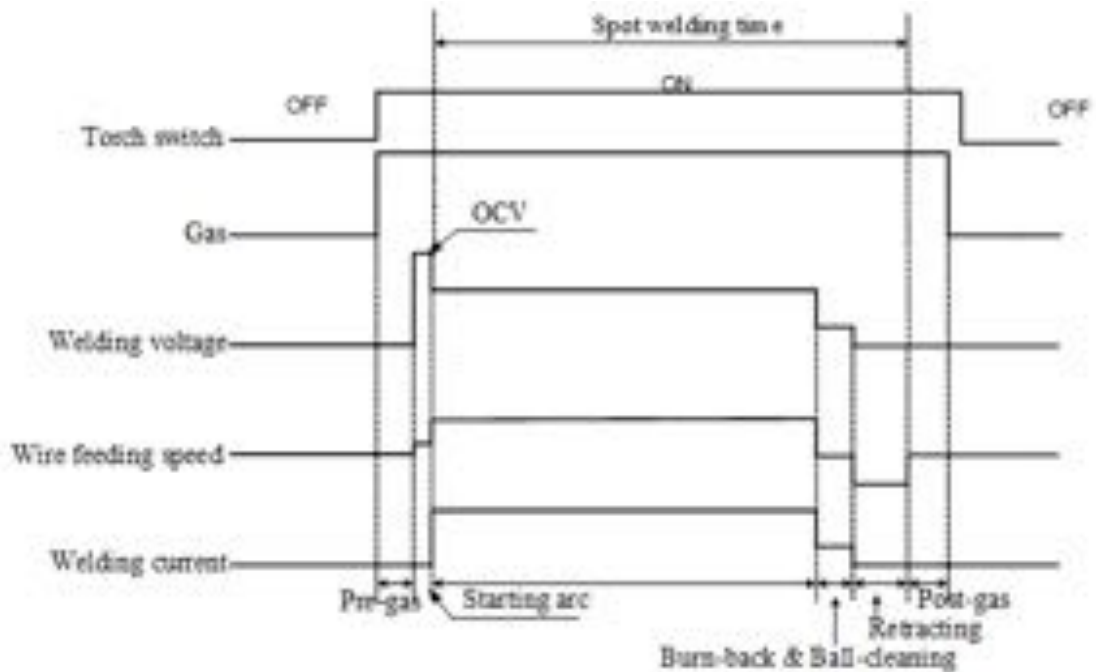 Spot welding time
OFF
ON
OFF
Torch switch
Gas
OCV
Welding voltage
Wire feeding speed
Welding current
Pre-gas
Starting arc
Post-gas
Retracting
Burn-back & Ball-cleaning